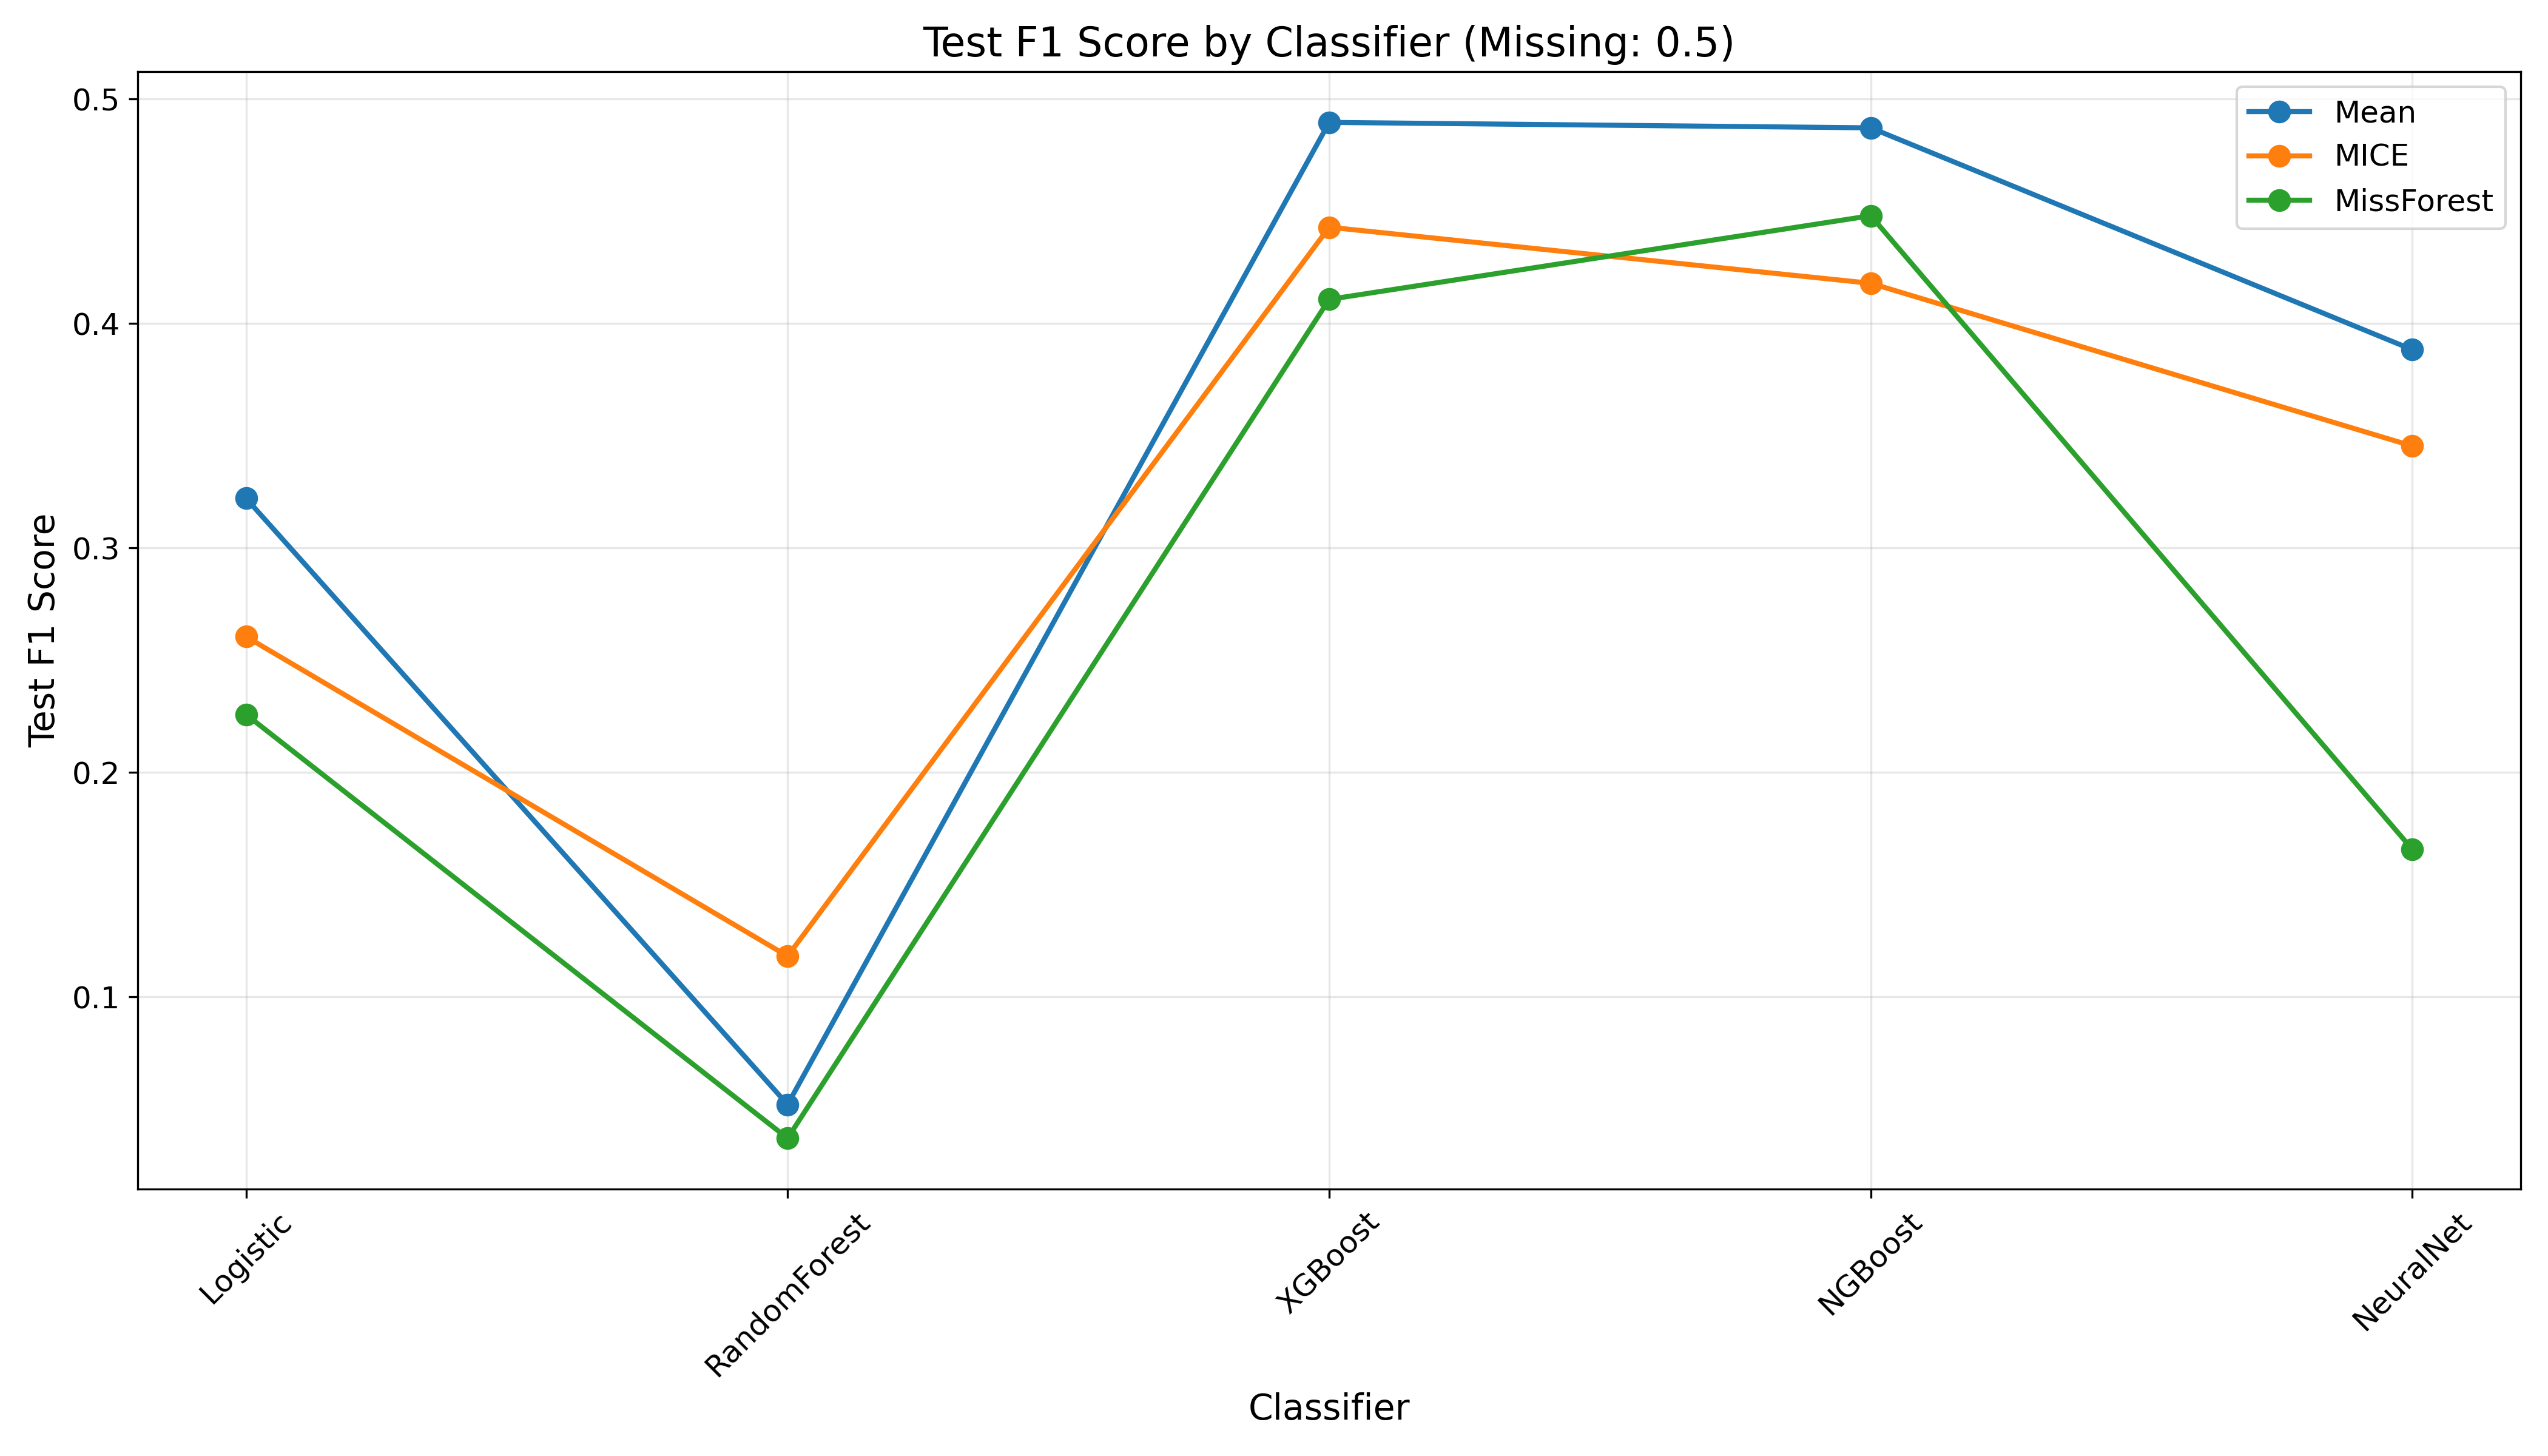 Test F1 Score by Classifier (Missing: 0.5)
Mean
MICE
MissForest
Test F1 Score
0.5
0.4
0.3
0.2
0.1
Logistic
RandomForest
XGBoost
NGBoost
NeuralNet
Classifier